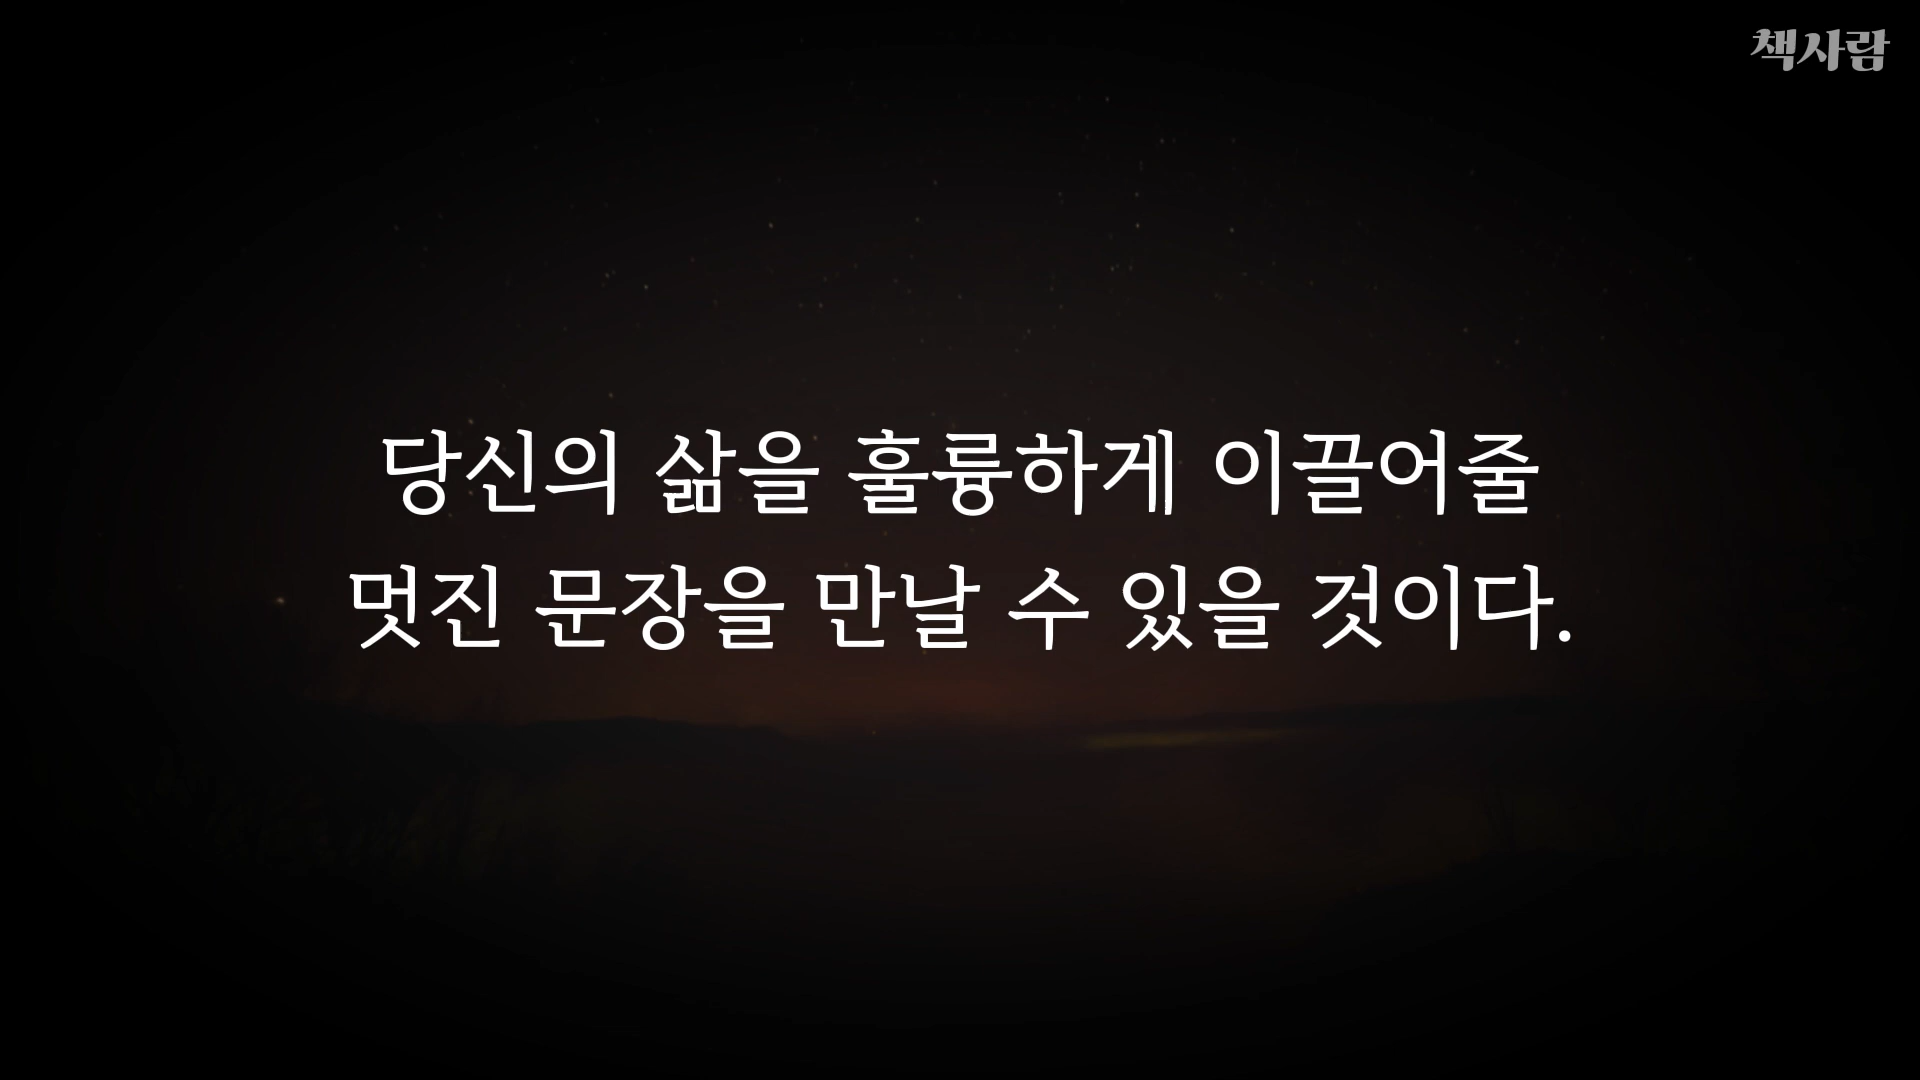 책사람
당신의 삶을 훌륭하게 이끌어줄
멋진 문장을 만날 수 있을 것이다.